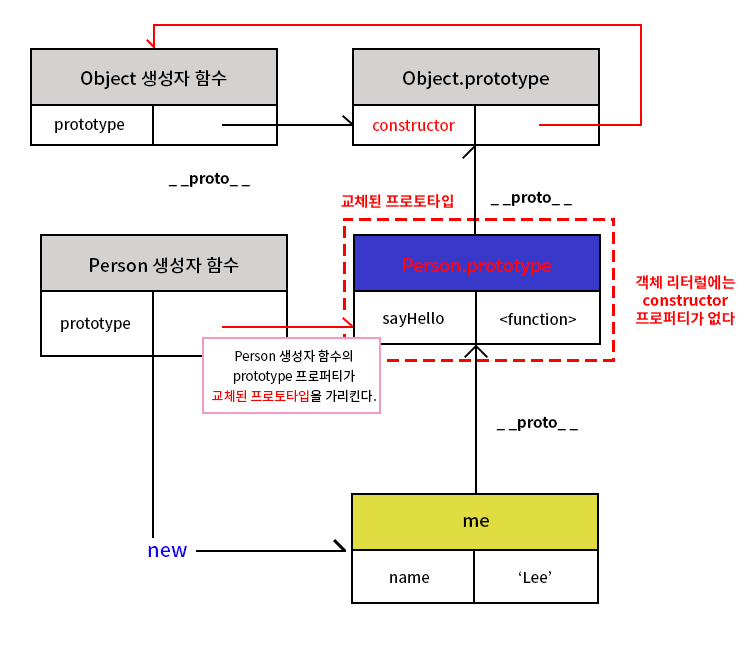 Object 생성자 함수
Object.prototype
prototype
constructor
_ _proto_ _
교체된 프로토타입
_ _proto_ _
Person 생성자 함수
Person.prototype
객체 리터럴에는
constructor
프로퍼티가 없다
prototype
sayHello
<function>
Person 생성자 함수의
prototype 프로퍼티가
교체된 프로토타입을 가리킨다.
_ _proto_ _
me
new
name
‘Lee’